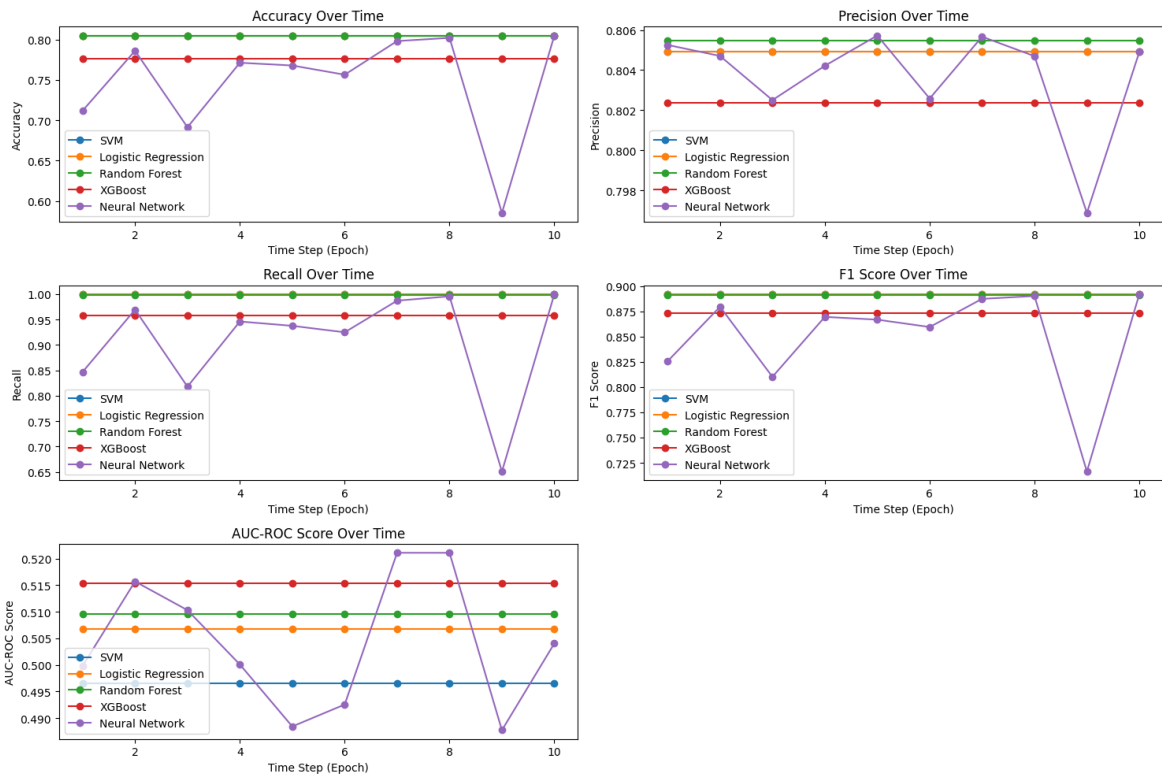 Accuracy Over Time
Accuracy
0.80
0.75
0.70
0.65
0.60
SVM
Logistic Regression
Random Forest
XGBoost
Neural Network
2 4 6 8 10
Time Step (Epoch)
Precision Over Time
Precision
0.806
0.804
0.802
0.800
0.798
SVM
Logistic Regression
Random Forest
XGBoost
Neural Network
2 4 6 8 10
Time Step (Epoch)
Recall Over Time
Recall
1.00
0.95
0.90
0.85
0.80
0.75
0.70
0.65
SVM
Logistic Regression
Random Forest
XGBoost
Neural Network
2 4 6 8 10
Time Step (Epoch)
F1 Score Over Time
F1 Score
0.900
0.875
0.850
0.825
0.800
0.775
0.750
0.725
SVM
Logistic Regression
Random Forest
XGBoost
Neural Network
2 4 6 8 10
Time Step (Epoch)
AUC-ROC Score Over Time
AUC-ROC Score
0.520
0.515
0.510
0.505
0.500
0.495
0.490
SVM
Logistic Regression
Random Forest
XGBoost
Neural Network
2 4 6 8 10
Time Step (Epoch)